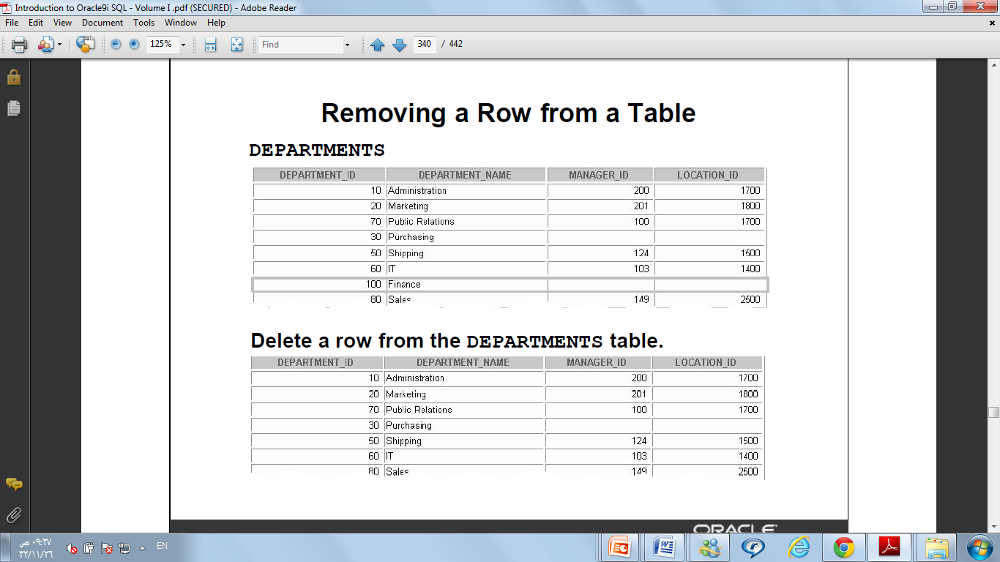 Introduction to Oracle9i SQL - Volume I .pdf (SECURED) - Adobe Reader
File Edit View Document Tools Window Help
125% Find 340 / 442
Removing a Row from a Table
DEPARTMENTS
DEPARTMENT_ID DEPARTMENT_NAME MANAGER_ID LOCATION_ID
10 Administration 200 1700
20 Marketing 201 1800
70 Public Relations 100 1700
30 Purchasing
50 Shipping 124 1500
60 IT 103 1400
100 Finance
80 Sales 149 2500
Delete a row from the DEPARTMENTS table.
DEPARTMENT_ID DEPARTMENT_NAME MANAGER_ID LOCATION_ID
10 Administration 200 1700
20 Marketing 201 1800
70 Public Relations 100 1700
30 Purchasing
50 Shipping 124 1500
60 IT 103 1400
80 Sales 149 2500
ORACLE
٠٩:٢٧ ص
٣٢/١١/٢٦
EN